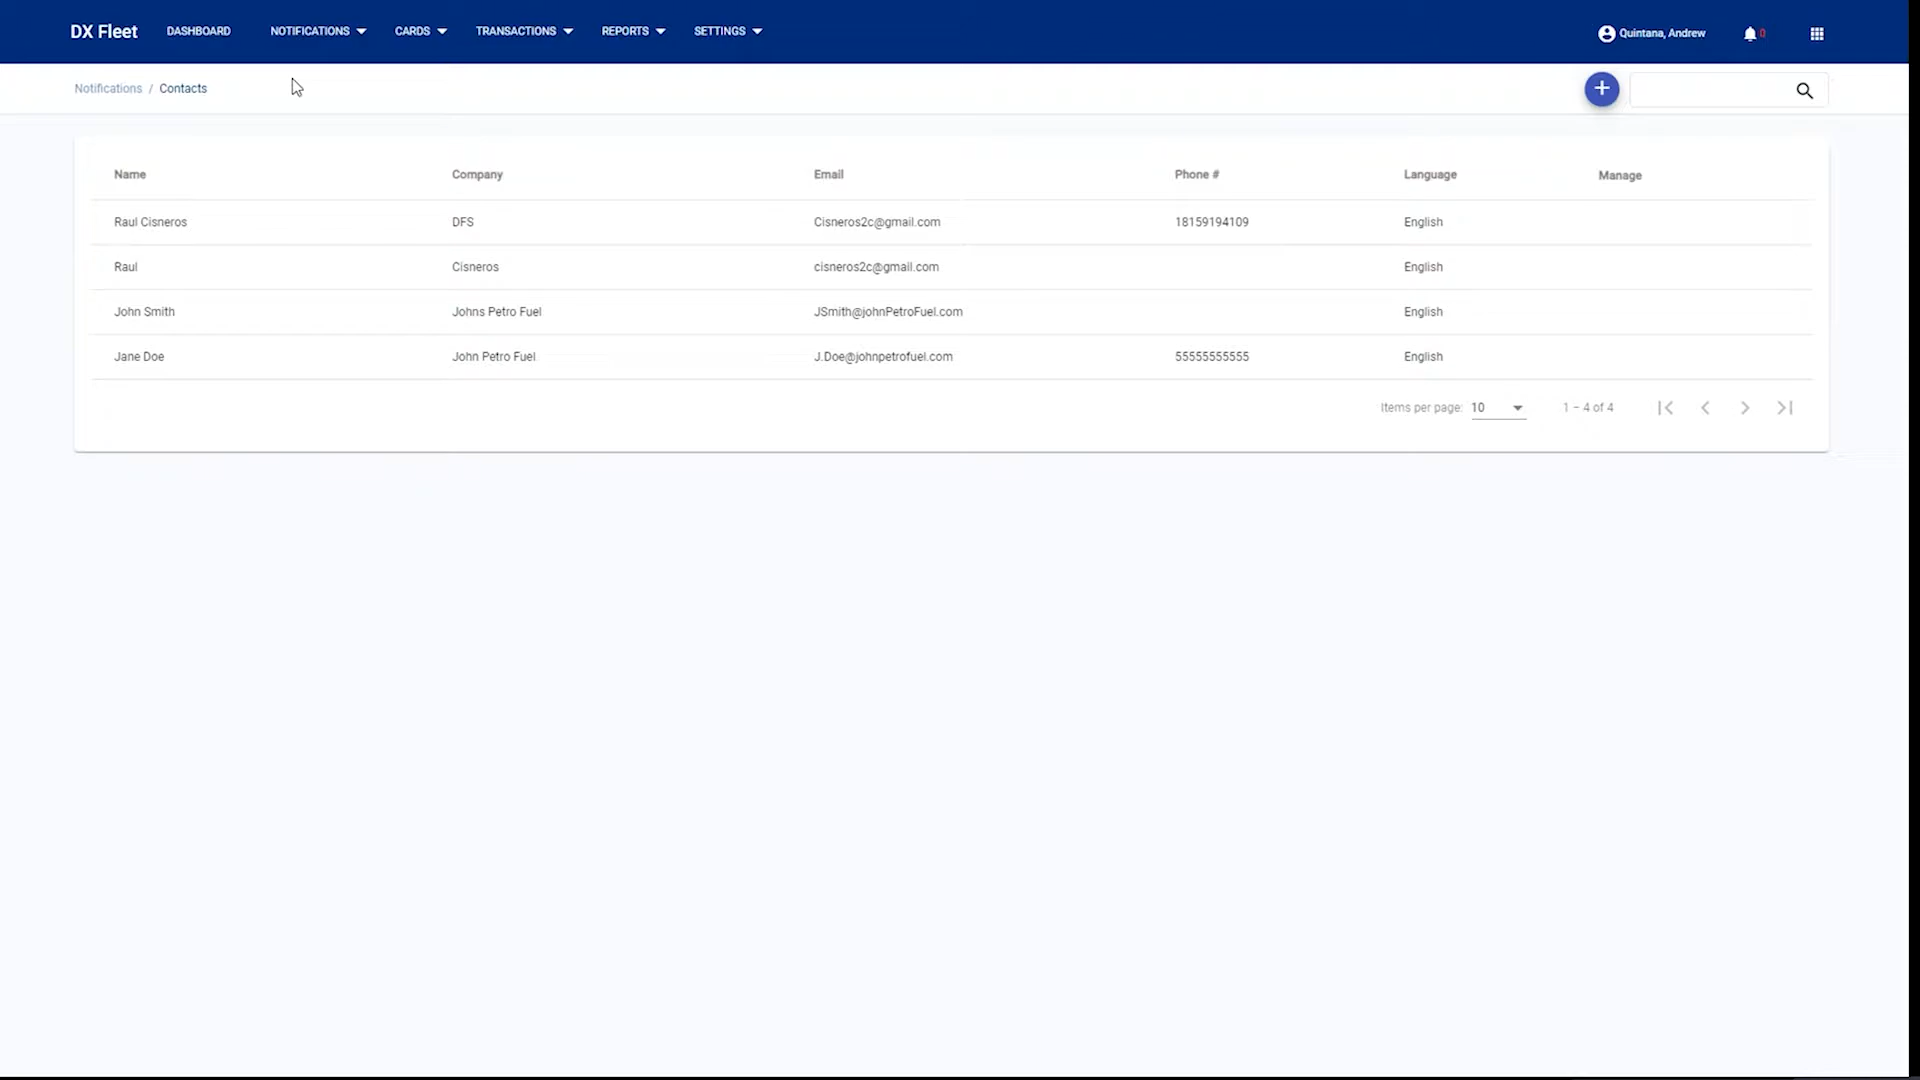 DX Fleet DASHBOARD NOTIFICATIONS CARDS TRANSACTIONS REPORTS SETTINGS Quintana, Andrew 0
Notifications / Contacts +
Name Company Email Phone # Language Manage
Raul Cisneros DFS Cisneros2c@gmail.com 18159194109 English
Raul Cisneros cisneros2c@gmail.com English
John Smith Johns Petro Fuel JSmith@johnPetroFuel.com English
Jane Doe John Petro Fuel J.Doe@johnpetrofuel.com 55555555555 English
Items per page: 10 1 – 4 of 4